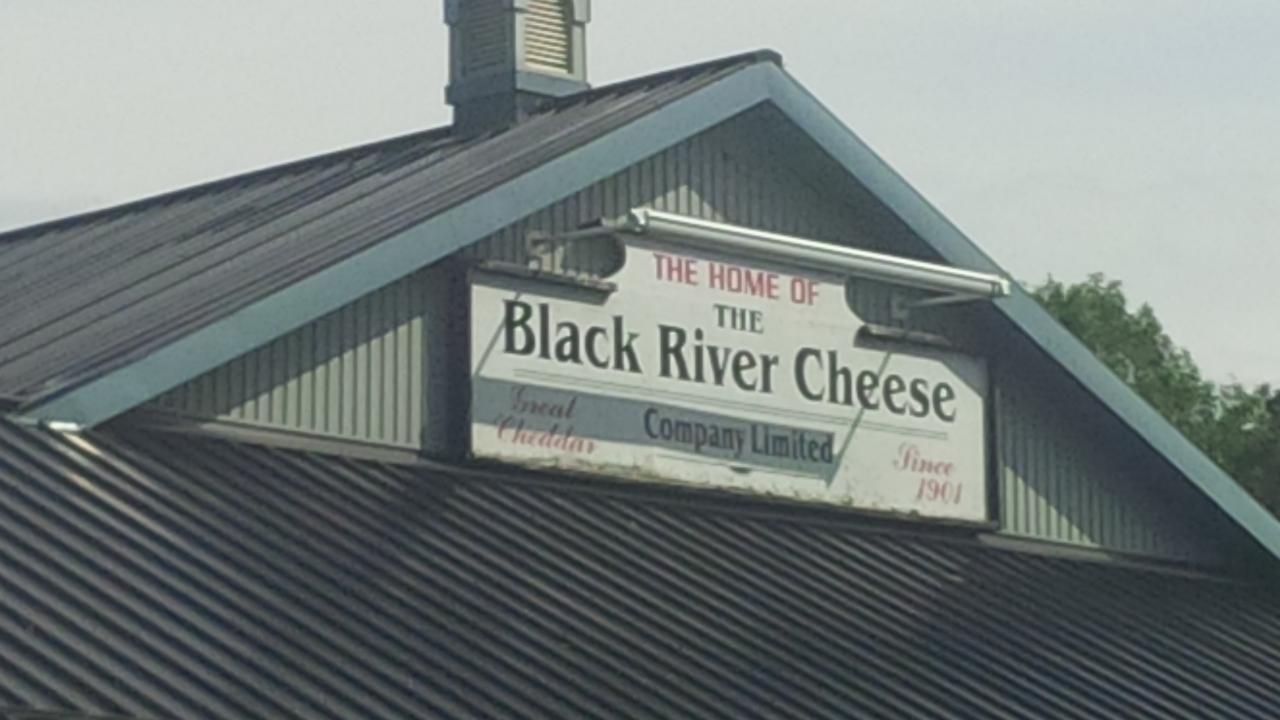 THE HOME OF
THE
Black River Cheese
Company Limited
Great
Cheddar
Since
1901